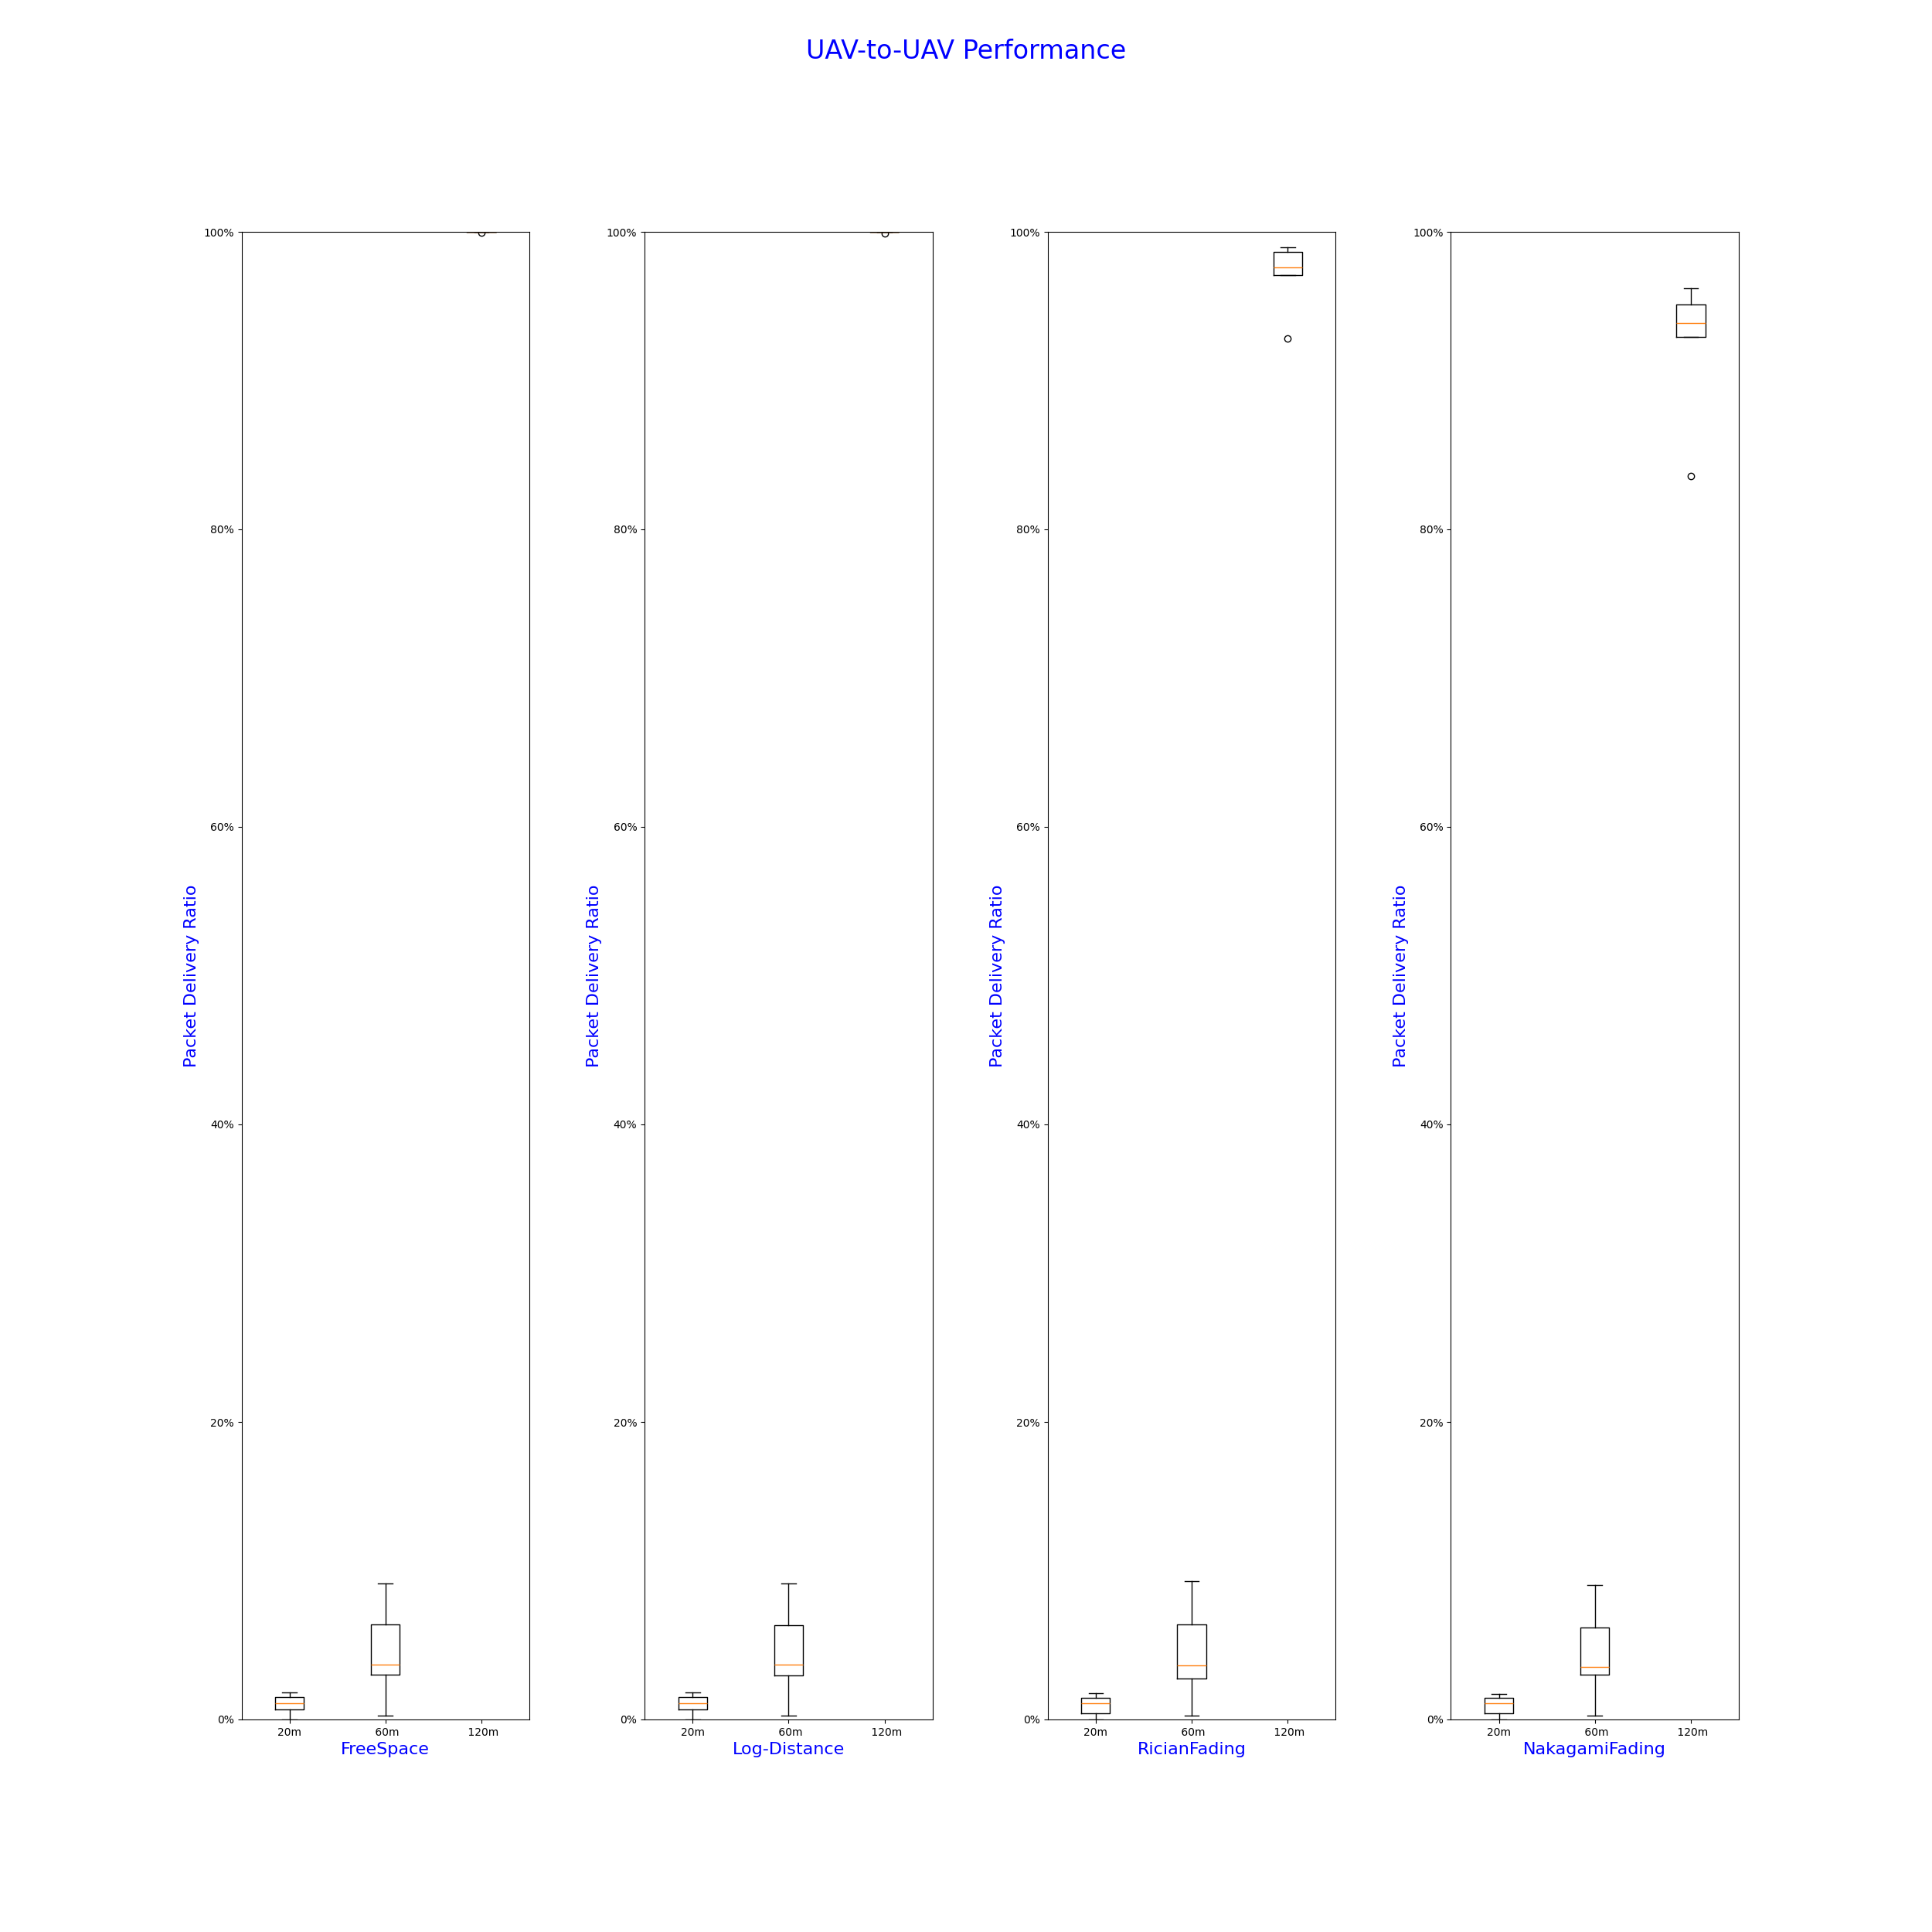 UAV-to-UAV Performance
Packet Delivery Ratio
100%
80%
60%
40%
20%
0%
20m 60m 120m
FreeSpace
Packet Delivery Ratio
100%
80%
60%
40%
20%
0%
20m 60m 120m
Log-Distance
Packet Delivery Ratio
100%
80%
60%
40%
20%
0%
20m 60m 120m
RicianFading
Packet Delivery Ratio
100%
80%
60%
40%
20%
0%
20m 60m 120m
NakagamiFading